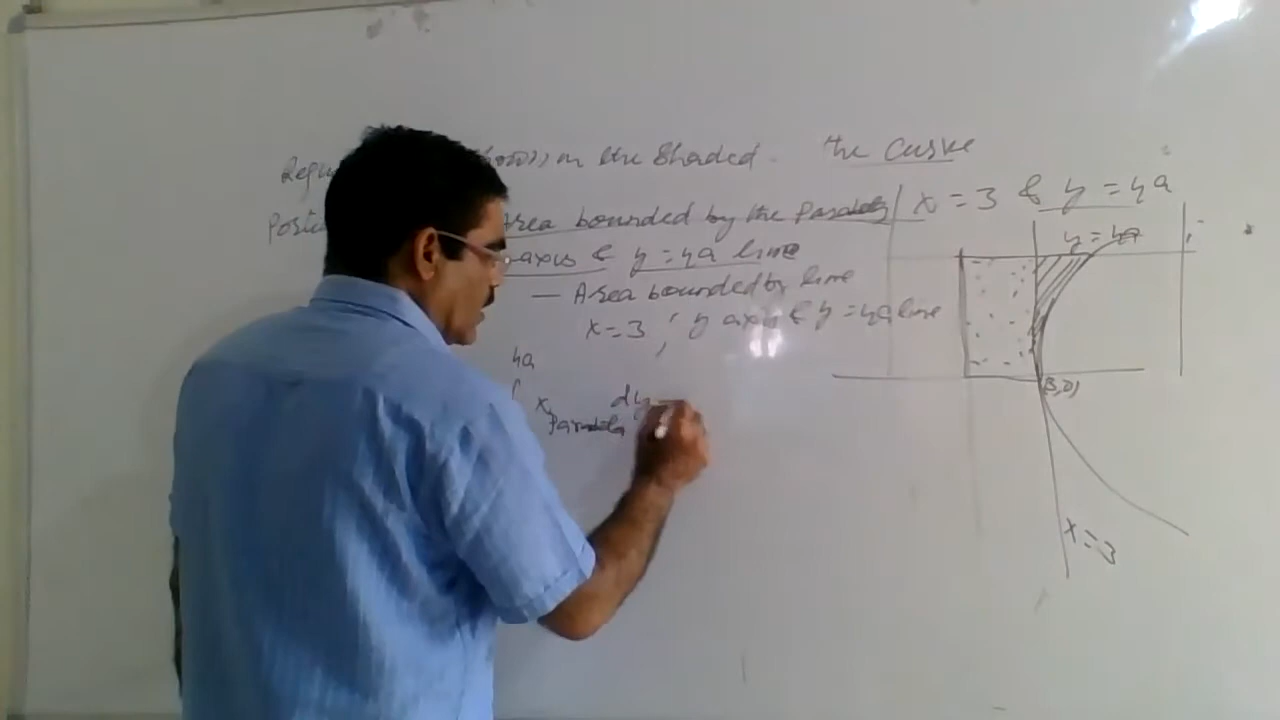 in the Shaded. the Curve
Area bounded by the Parabola
x = 3 & y = 4a
axis & y = 4a line
y = 4a
— Area bounded by line
x = 3, y axis & y = 4a line
4a
x dy
Parabola
(3,0)
x = 3